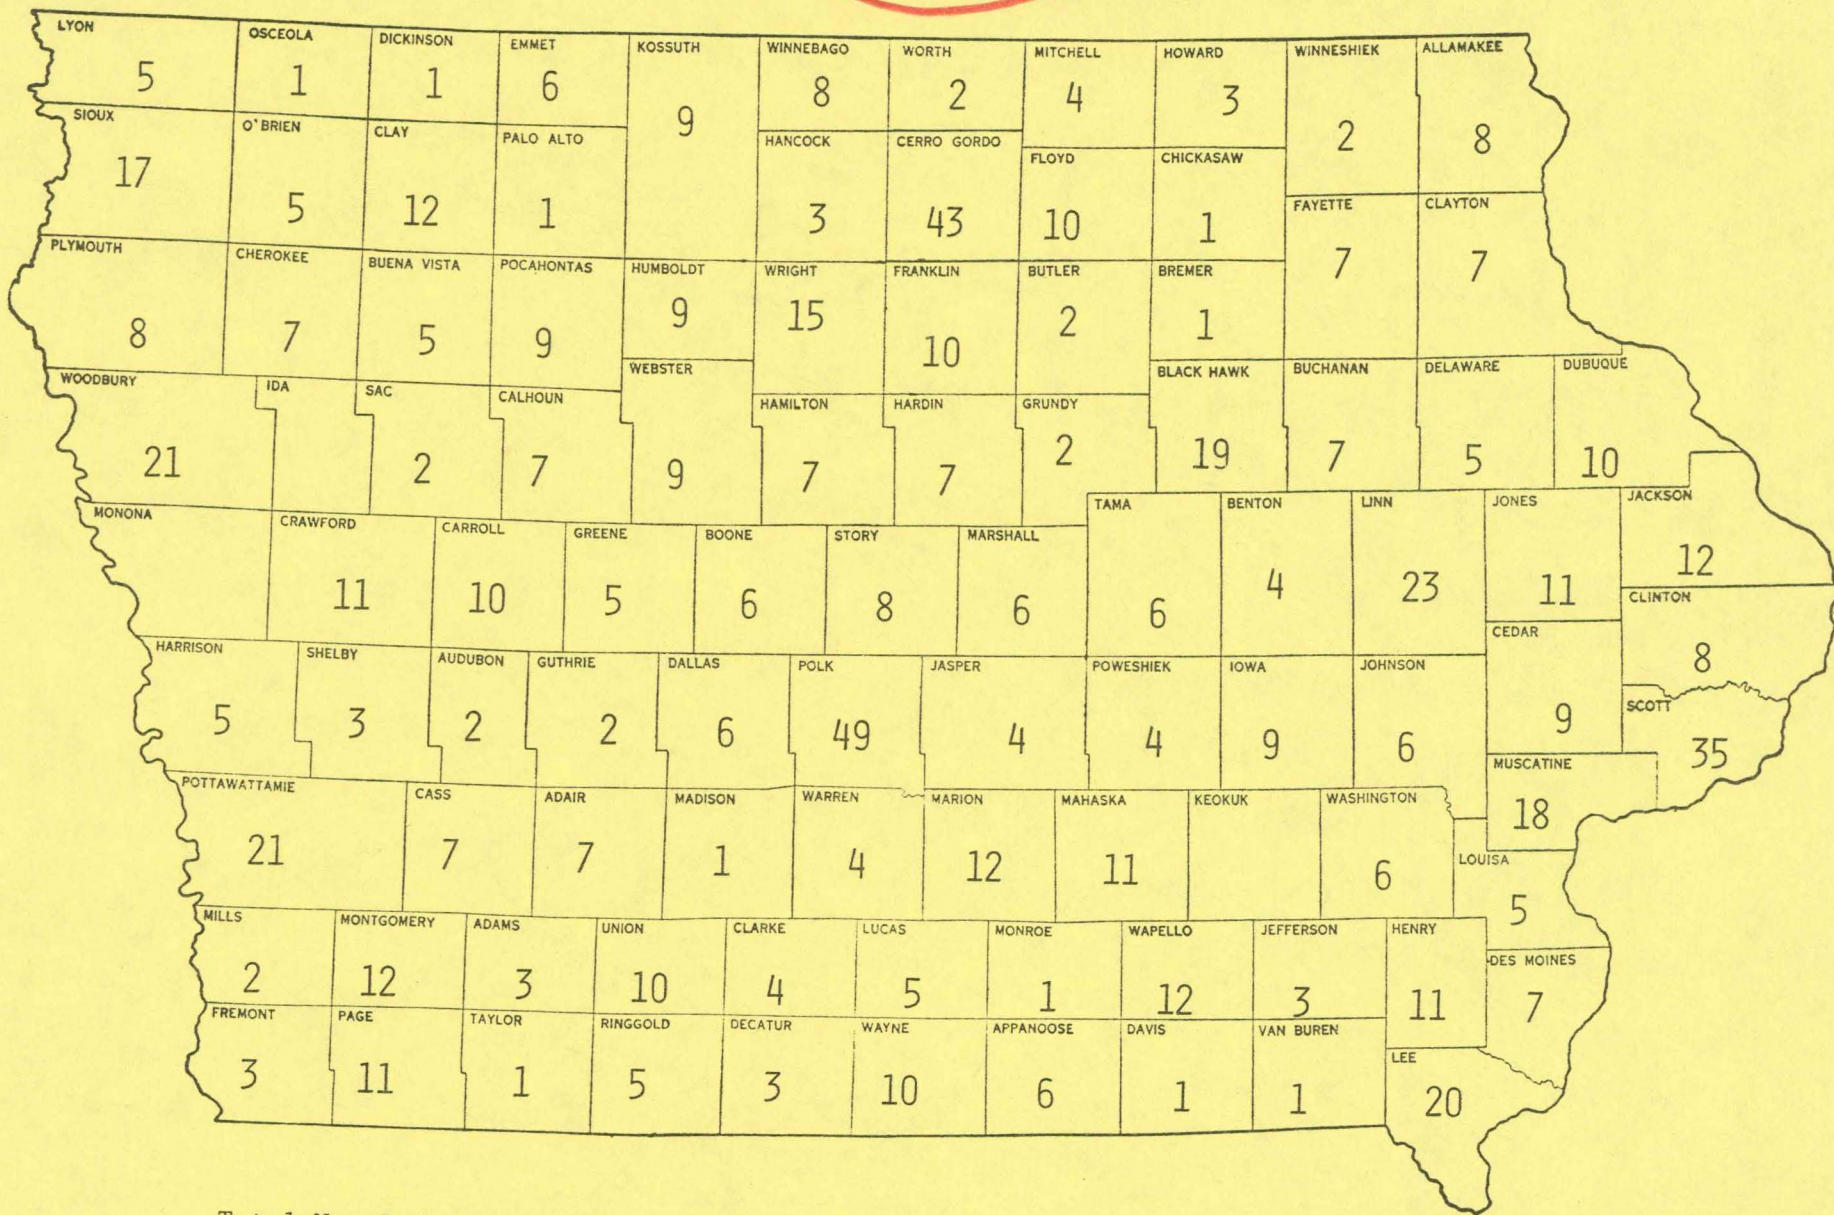 LYON 5
OSCEOLA 1
DICKINSON 1
EMMET 6
KOSSUTH 9
WINNEBAGO 8
WORTH 2
MITCHELL 4
HOWARD 3
WINNESHIEK 2
ALLAMAKEE 8
SIOUX 17
O'BRIEN 5
CLAY 12
PALO ALTO 1
HANCOCK 3
CERRO GORDO 43
FLOYD 10
CHICKASAW 1
FAYETTE 7
CLAYTON 7
PLYMOUTH 8
CHEROKEE 7
BUENA VISTA 5
POCAHONTAS 9
HUMBOLDT 9
WRIGHT 15
FRANKLIN 10
BUTLER 2
BREMER 1
WOODBURY 21
IDA
SAC 2
CALHOUN 7
WEBSTER 9
HAMILTON 7
HARDIN 7
GRUNDY 2
BLACK HAWK 19
BUCHANAN 7
DELAWARE 5
DUBUQUE 10
MONONA
CRAWFORD 11
CARROLL 10
GREENE 5
BOONE 6
STORY 8
MARSHALL 6
TAMA 6
BENTON 4
LINN 23
JONES 11
JACKSON 12
CLINTON 8
HARRISON 5
SHELBY 3
AUDUBON 2
GUTHRIE 2
DALLAS 6
POLK 49
JASPER 4
POWESHIEK 4
IOWA 9
JOHNSON 6
CEDAR 9
SCOTT 35
POTTAWATTAMIE 21
CASS 7
ADAIR 7
MADISON 1
WARREN 4
MARION 12
MAHASKA 11
KEOKUK
WASHINGTON 6
MUSCATINE 18
LOUISA 5
MILLS 2
MONTGOMERY 12
ADAMS 3
UNION 10
CLARKE 4
LUCAS 5
MONROE 1
WAPELLO 12
JEFFERSON 3
HENRY 11
DES MOINES 7
FREMONT 3
PAGE 11
TAYLOR 1
RINGGOLD 5
DECATUR 3
WAYNE 10
APPANOOSE 6
DAVIS 1
VAN BUREN 1
LEE 20